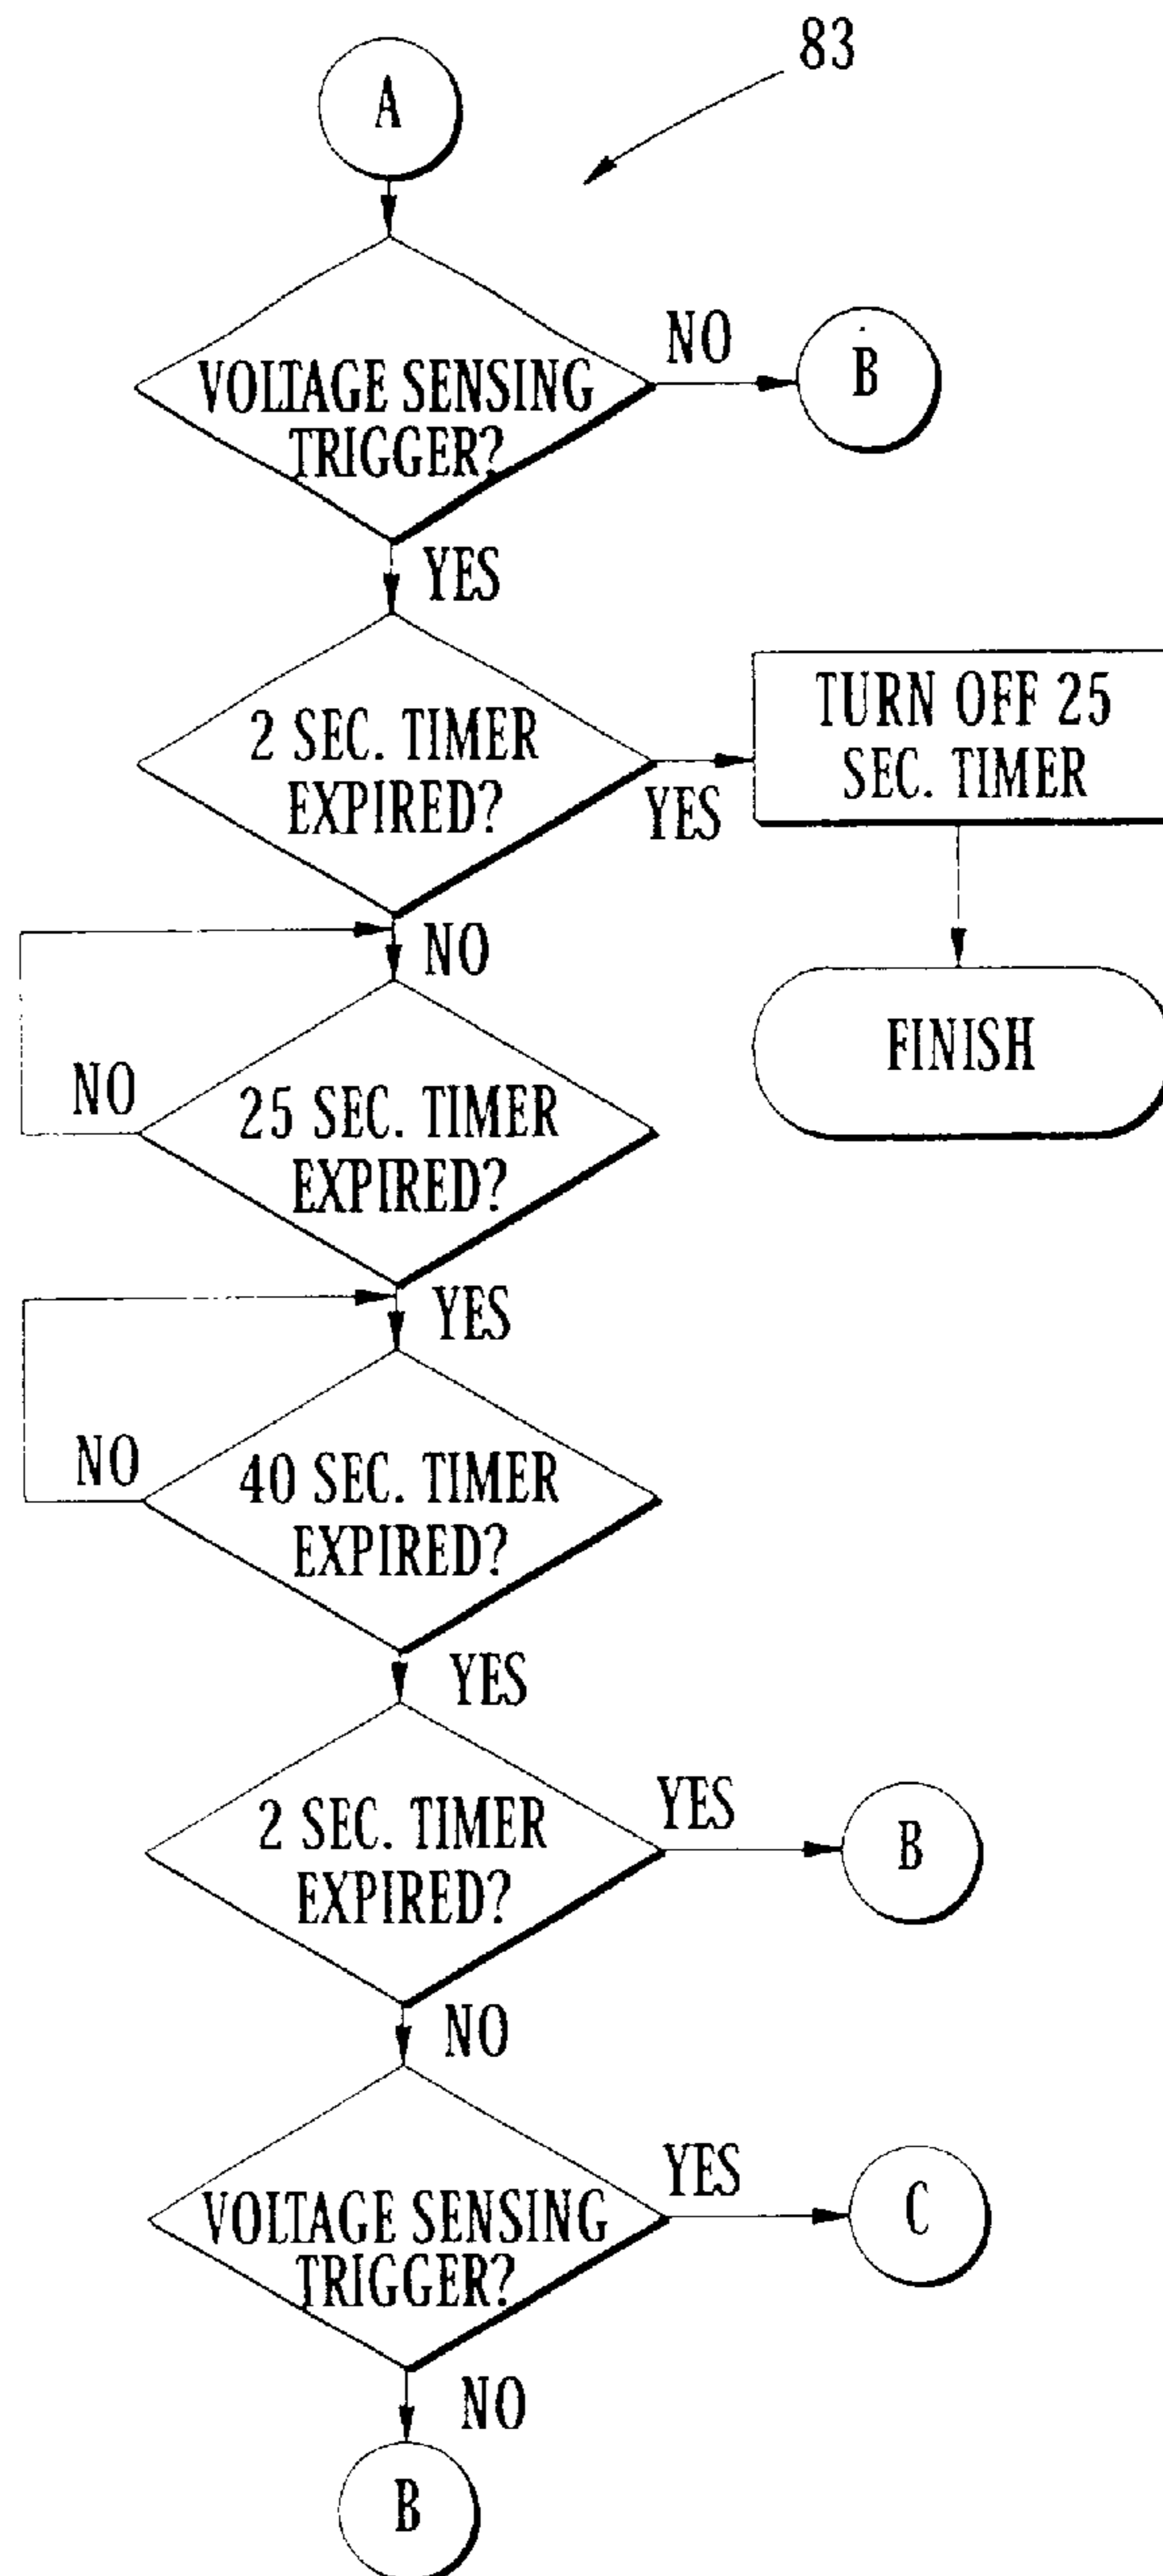 83
A
VOLTAGE SENSING
TRIGGER?
NO
B
YES
2 SEC. TIMER
EXPIRED?
YES
TURN OFF 25
SEC. TIMER
NO
FINISH
25 SEC. TIMER
EXPIRED?
NO
YES
40 SEC. TIMER
EXPIRED?
NO
YES
2 SEC. TIMER
EXPIRED?
YES
B
NO
VOLTAGE SENSING
TRIGGER?
YES
C
NO
B